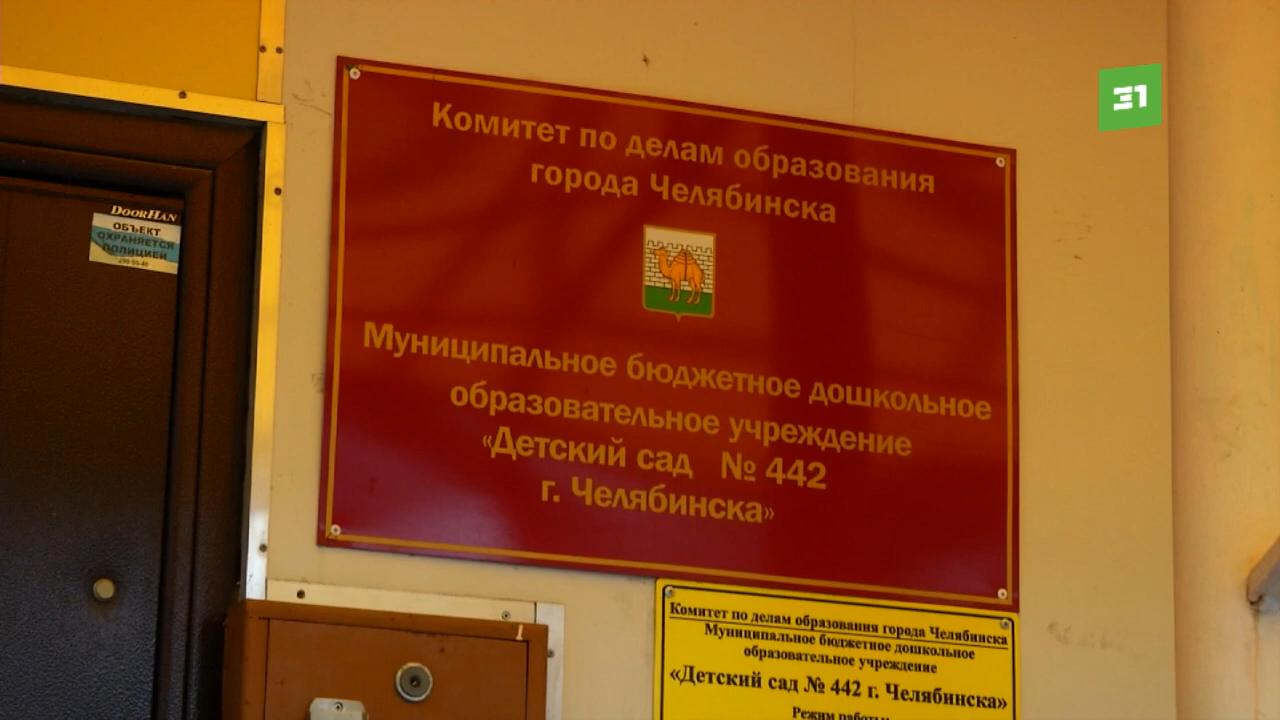 31
DOORHAN
ОБЪЕКТ
ОХРАНЯЕТСЯ
ПОЛИЦИЕЙ
Комитет по делам образования
города Челябинска
Муниципальное бюджетное дошкольное
образовательное учреждение
«Детский сад № 442
г. Челябинска»
Комитет по делам образования города Челябинска
Муниципальное бюджетное дошкольное
образовательное учреждение
«Детский сад № 442 г. Челябинска»
Режим работы